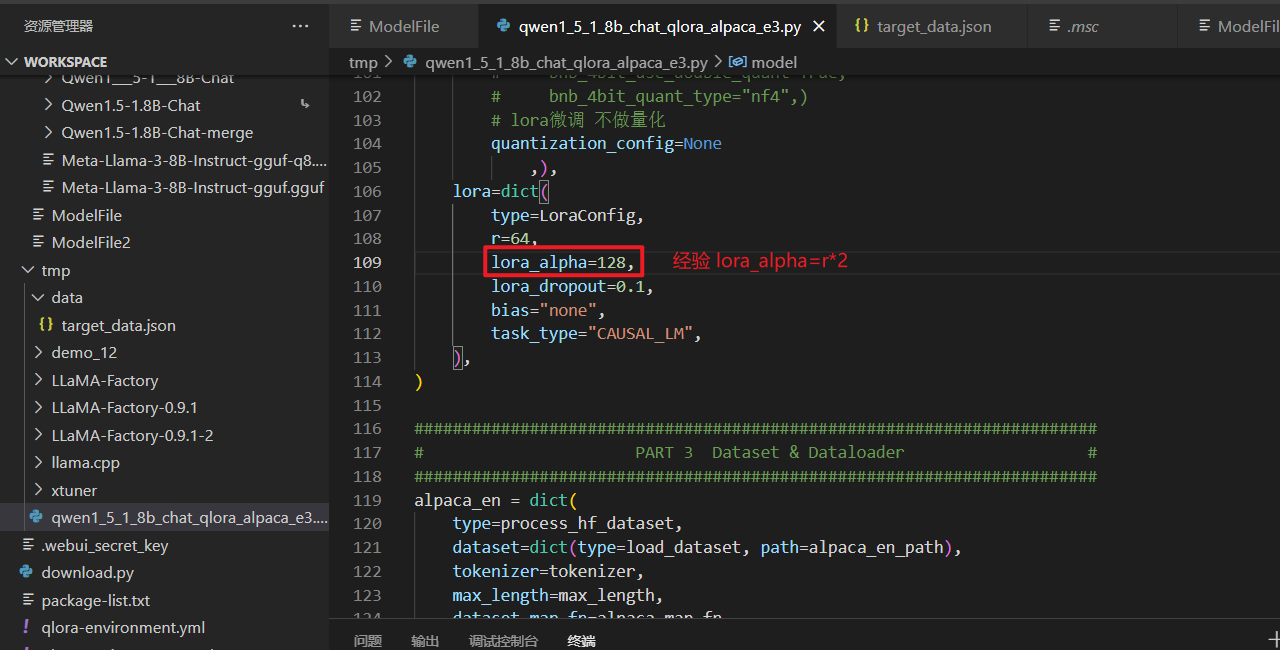 资源管理器
···
WORKSPACE
Qwen1___5-1___8B-Chat
Qwen1.5-1.8B-Chat
Qwen1.5-1.8B-Chat-merge
Meta-Llama-3-8B-Instruct-gguf-q8....
Meta-Llama-3-8B-Instruct-gguf.gguf
ModelFile
ModelFile2
tmp
data
{} target_data.json
demo_12
LLaMA-Factory
LLaMA-Factory-0.9.1
LLaMA-Factory-0.9.1-2
llama.cpp
xtuner
qwen1_5_1_8b_chat_qlora_alpaca_e3....
.webui_secret_key
download.py
package-list.txt
! qlora-environment.yml
ModelFile
qwen1_5_1_8b_chat_qlora_alpaca_e3.py
{} target_data.json
.msc
ModelFil
tmp > qwen1_5_1_8b_chat_qlora_alpaca_e3.py > model
101 # bnb_4bit_use_double_quant=True,
102 # bnb_4bit_quant_type="nf4",)
103 # lora微调 不做量化
104 quantization_config=None
105 ,),
106 lora=dict(
107 type=LoraConfig,
108 r=64,
109 lora_alpha=128, 经验 lora_alpha=r*2
110 lora_dropout=0.1,
111 bias="none",
112 task_type="CAUSAL_LM",
113 ),
114 )
115
116 #######################################################################
117 # PART 3 Dataset & Dataloader #
118 #######################################################################
119 alpaca_en = dict(
120 type=process_hf_dataset,
121 dataset=dict(type=load_dataset, path=alpaca_en_path),
122 tokenizer=tokenizer,
123 max_length=max_length,
124 dataset_map_fn=alpaca_map_fn,
问题 输出 调试控制台 终端